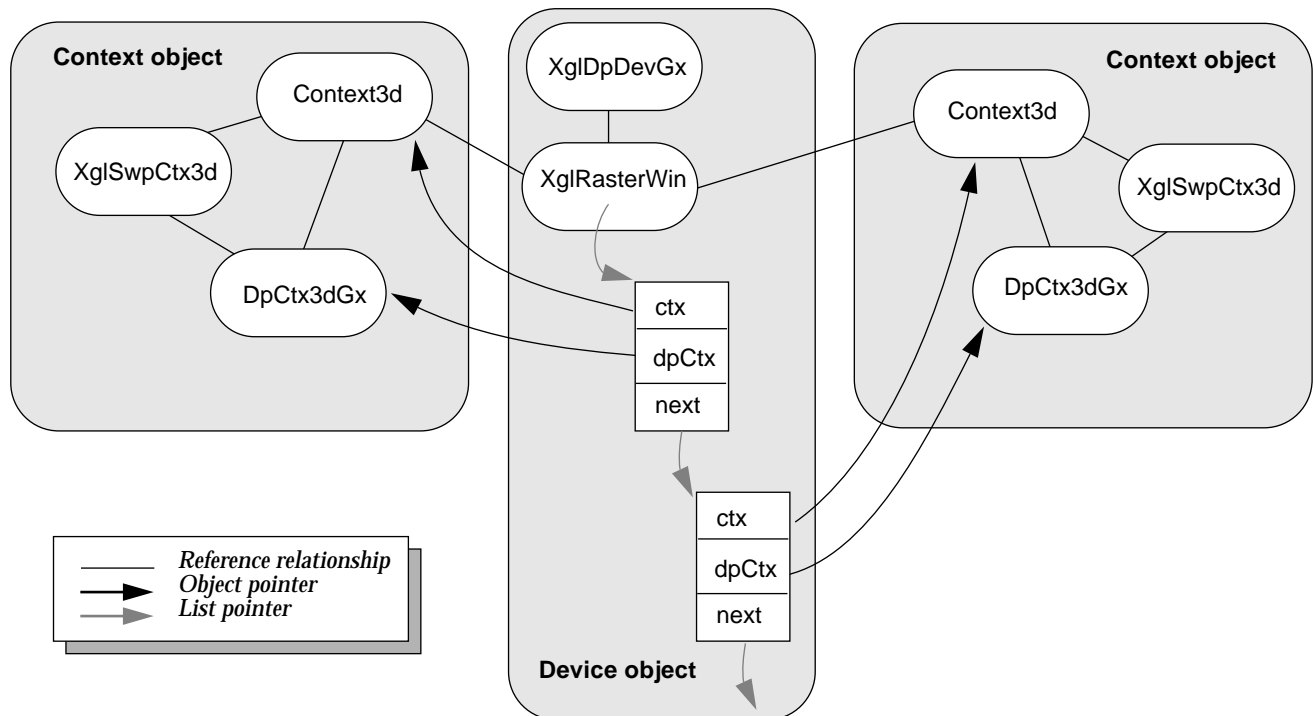 Context object
Context3d
XglSwpCtx3d
DpCtx3dGx
XglDpDevGx
XglRasterWin
ctx
dpCtx
next
ctx
dpCtx
next
Device object
Context object
Context3d
XglSwpCtx3d
DpCtx3dGx
Reference relationship
Object pointer
List pointer